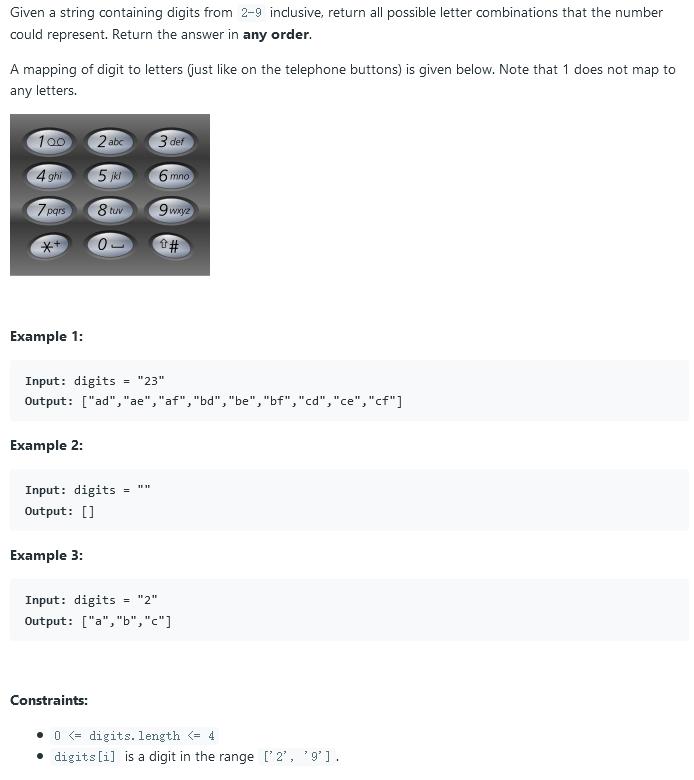 Given a string containing digits from 2-9 inclusive, return all possible letter combinations that the number
could represent. Return the answer in any order.
A mapping of digit to letters (just like on the telephone buttons) is given below. Note that 1 does not map to
any letters.
1 2 abc 3 def
4 ghi 5 jkl 6 mno
7 pqrs 8 tuv 9 wxyz
*+ 0 #
Example 1:
Input: digits = "23"
Output: ["ad","ae","af","bd","be","bf","cd","ce","cf"]
Example 2:
Input: digits = ""
Output: []
Example 3:
Input: digits = "2"
Output: ["a","b","c"]
Constraints:
• 0 <= digits.length <= 4
• digits[i] is a digit in the range ['2', '9'].